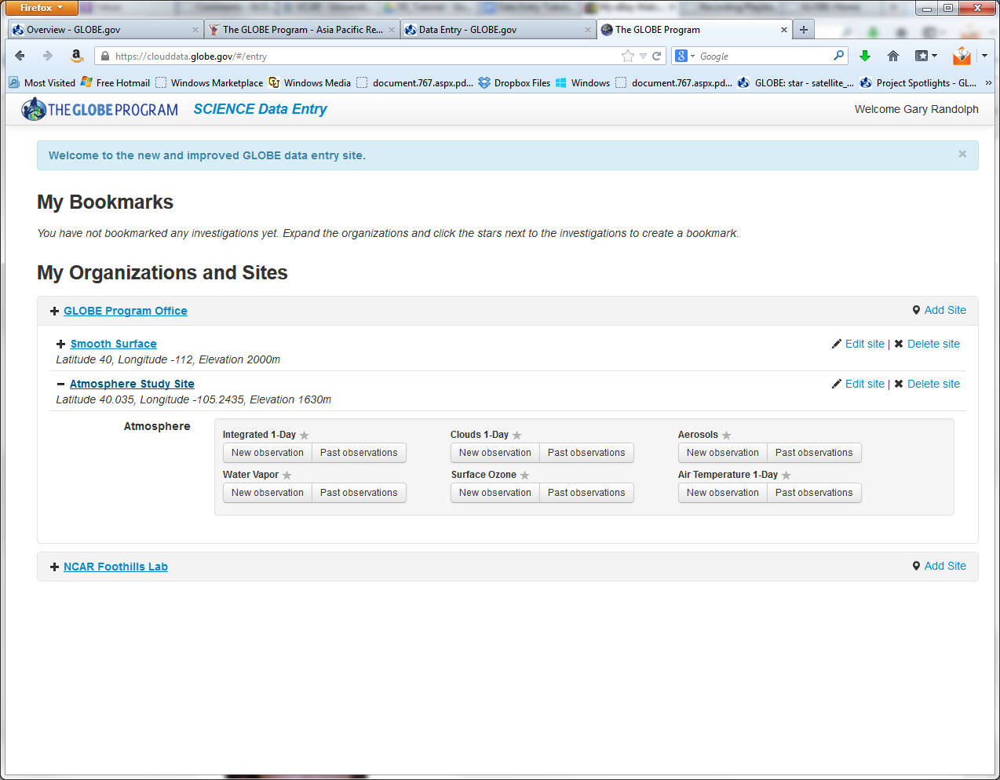 Firefox
Overview - GLOBE.gov
The GLOBE Program - Asia Pacific Re...
Data Entry - GLOBE.gov
The GLOBE Program
https://clouddata.globe.gov/#/entry
Google
Most Visited
Free Hotmail
Windows Marketplace
Windows Media
document.767.aspx.pd...
Dropbox Files
Windows
document.767.aspx.pd...
GLOBE: star - satellite_...
Project Spotlights - GL...
THE GLOBE PROGRAM
SCIENCE Data Entry
Welcome Gary Randolph
Welcome to the new and improved GLOBE data entry site.
My Bookmarks
You have not bookmarked any investigations yet. Expand the organizations and click the stars next to the investigations to create a bookmark.
My Organizations and Sites
GLOBE Program Office
Add Site
Smooth Surface
Edit site | Delete site
Latitude 40, Longitude -112, Elevation 2000m
Atmosphere Study Site
Edit site | Delete site
Latitude 40.035, Longitude -105.2435, Elevation 1630m
Atmosphere
Integrated 1-Day
Clouds 1-Day
Aerosols
New observation Past observations
New observation Past observations
New observation Past observations
Water Vapor
Surface Ozone
Air Temperature 1-Day
New observation Past observations
New observation Past observations
New observation Past observations
NCAR Foothills Lab
Add Site